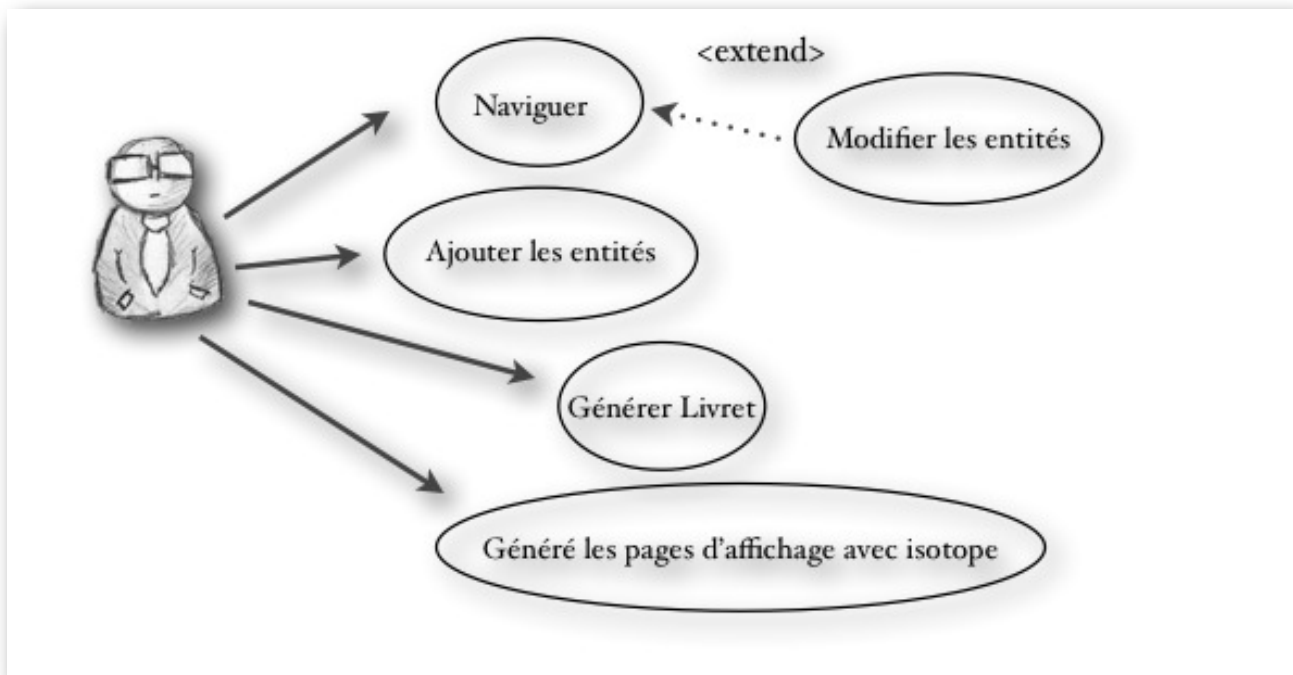 <extend>
Naviguer
Modifier les entités
Ajouter les entités
Générer Livret
Généré les pages d'affichage avec isotope